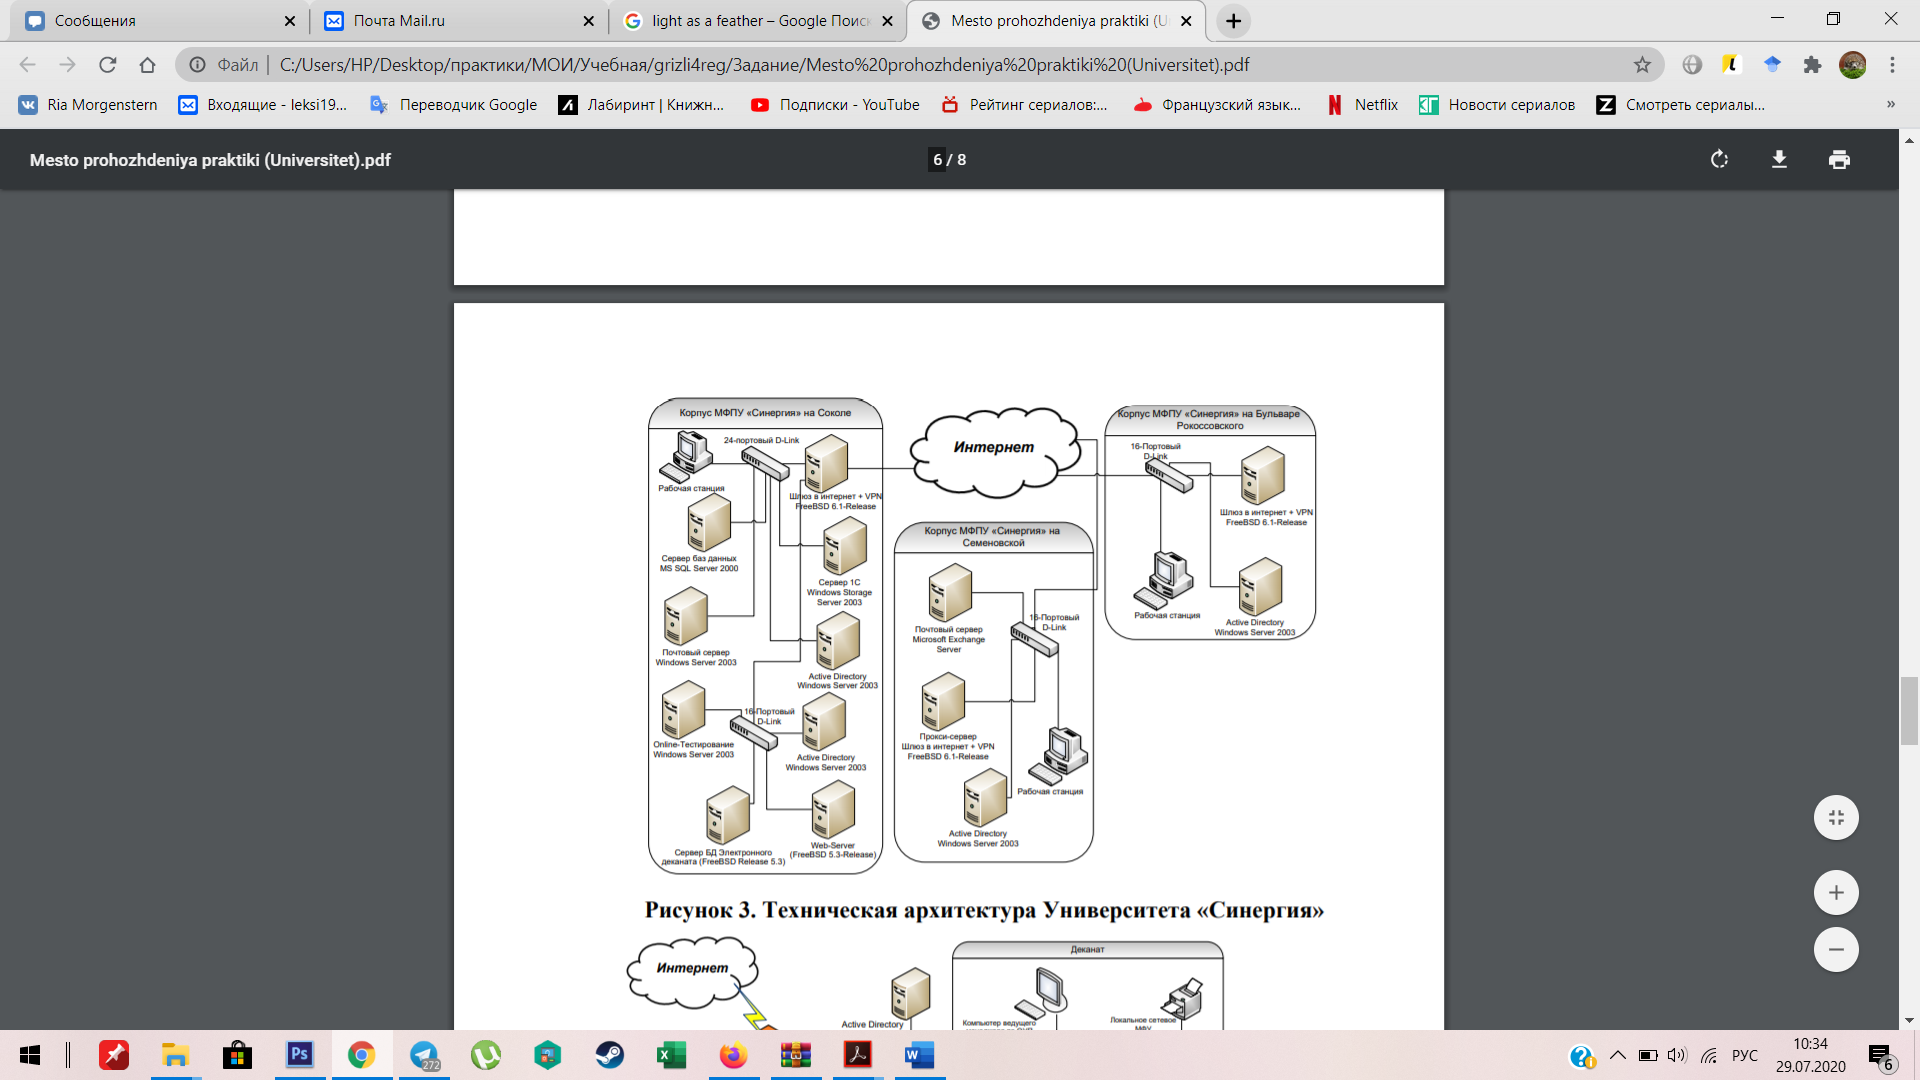 Сообщения
Почта Mail.ru
light as a feather – Google Поиск
Mesto prohozhdeniya praktiki (U
Файл | C:/Users/HP/Desktop/практики/МОИ/Учебная/grizli4reg/Задание/Mesto%20prohozhdeniya%20praktiki%20(Universitet).pdf
Ria Morgenstern
Входящие - leksi19...
Переводчик Google
Лабиринт | Книжн...
Подписки - YouTube
Рейтинг сериалов:...
Французский язык...
Netflix
Новости сериалов
Смотреть сериалы...
»
Mesto prohozhdeniya praktiki (Universitet).pdf
6 / 8
Корпус МФПУ «Синергия» на Соколе
24-портовый D-Link
Рабочая станция
Шлюз в интернет + VPN
FreeBSD 6.1-Release
Сервер баз данных
MS SQL Server 2000
Сервер 1С
Windows Storage
Server 2003
Почтовый сервер
Windows Server 2003
Active Directory
Windows Server 2003
16-Портовый
D-Link
Online-Тестирование
Windows Server 2003
Active Directory
Windows Server 2003
Сервер БД Электронного
деканата (FreeBSD Release 5.3)
Web-Server
(FreeBSD 5.3-Release)
Интернет
Корпус МФПУ «Синергия» на
Семеновской
Почтовый сервер
Microsoft Exchange
Server
16-Портовый
D-Link
Прокси-сервер
Шлюз в интернет + VPN
FreeBSD 6.1-Release
Рабочая станция
Active Directory
Windows Server 2003
Корпус МФПУ «Синергия» на Бульваре
Рокоссовского
16-Портовый
D-Link
Шлюз в интернет + VPN
FreeBSD 6.1-Release
Рабочая станция
Active Directory
Windows Server 2003
Рисунок 3. Техническая архитектура Университета «Синергия»
Интернет
Active Directory
Деканат
Компьютер ведущего
Локальное сетевое
МФУ
272
РУС
10:34
29.07.2020
6